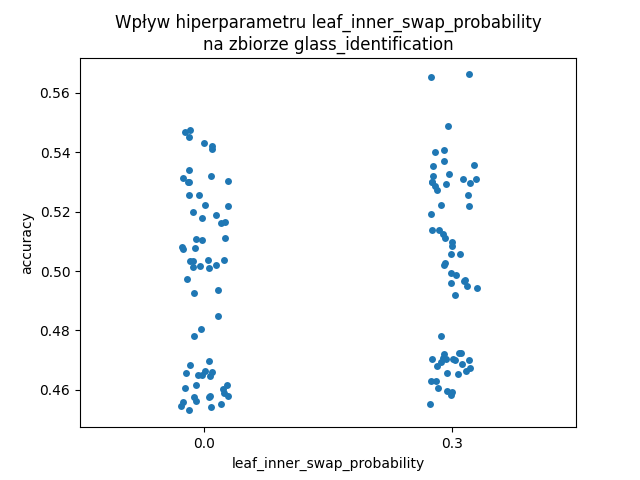 Wpływ hiperparametru leaf_inner_swap_probability
na zbiorze glass_identification
0.56
0.54
0.52
0.50
0.48
0.46
accuracy
0.0
0.3
leaf_inner_swap_probability